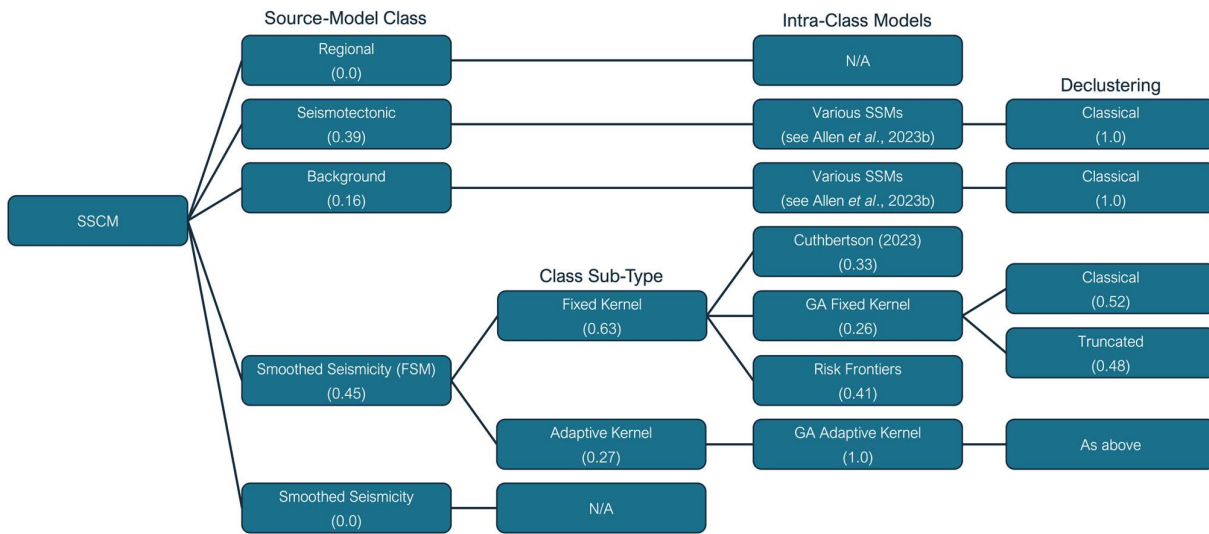 Source-Model Class
Intra-Class Models
Regional
(0.0)
N/A
Declustering
Seismotectonic
(0.39)
Various SSMs
(see Allen et al., 2023b)
Classical
(1.0)
Background
(0.16)
Various SSMs
(see Allen et al., 2023b)
Classical
(1.0)
SSCM
Cuthbertson (2023)
(0.33)
Class Sub-Type
Fixed Kernel
(0.63)
GA Fixed Kernel
(0.26)
Classical
(0.52)
Truncated
(0.48)
Smoothed Seismicity (FSM)
(0.45)
Risk Frontiers
(0.41)
Adaptive Kernel
(0.27)
GA Adaptive Kernel
(1.0)
As above
Smoothed Seismicity
(0.0)
N/A